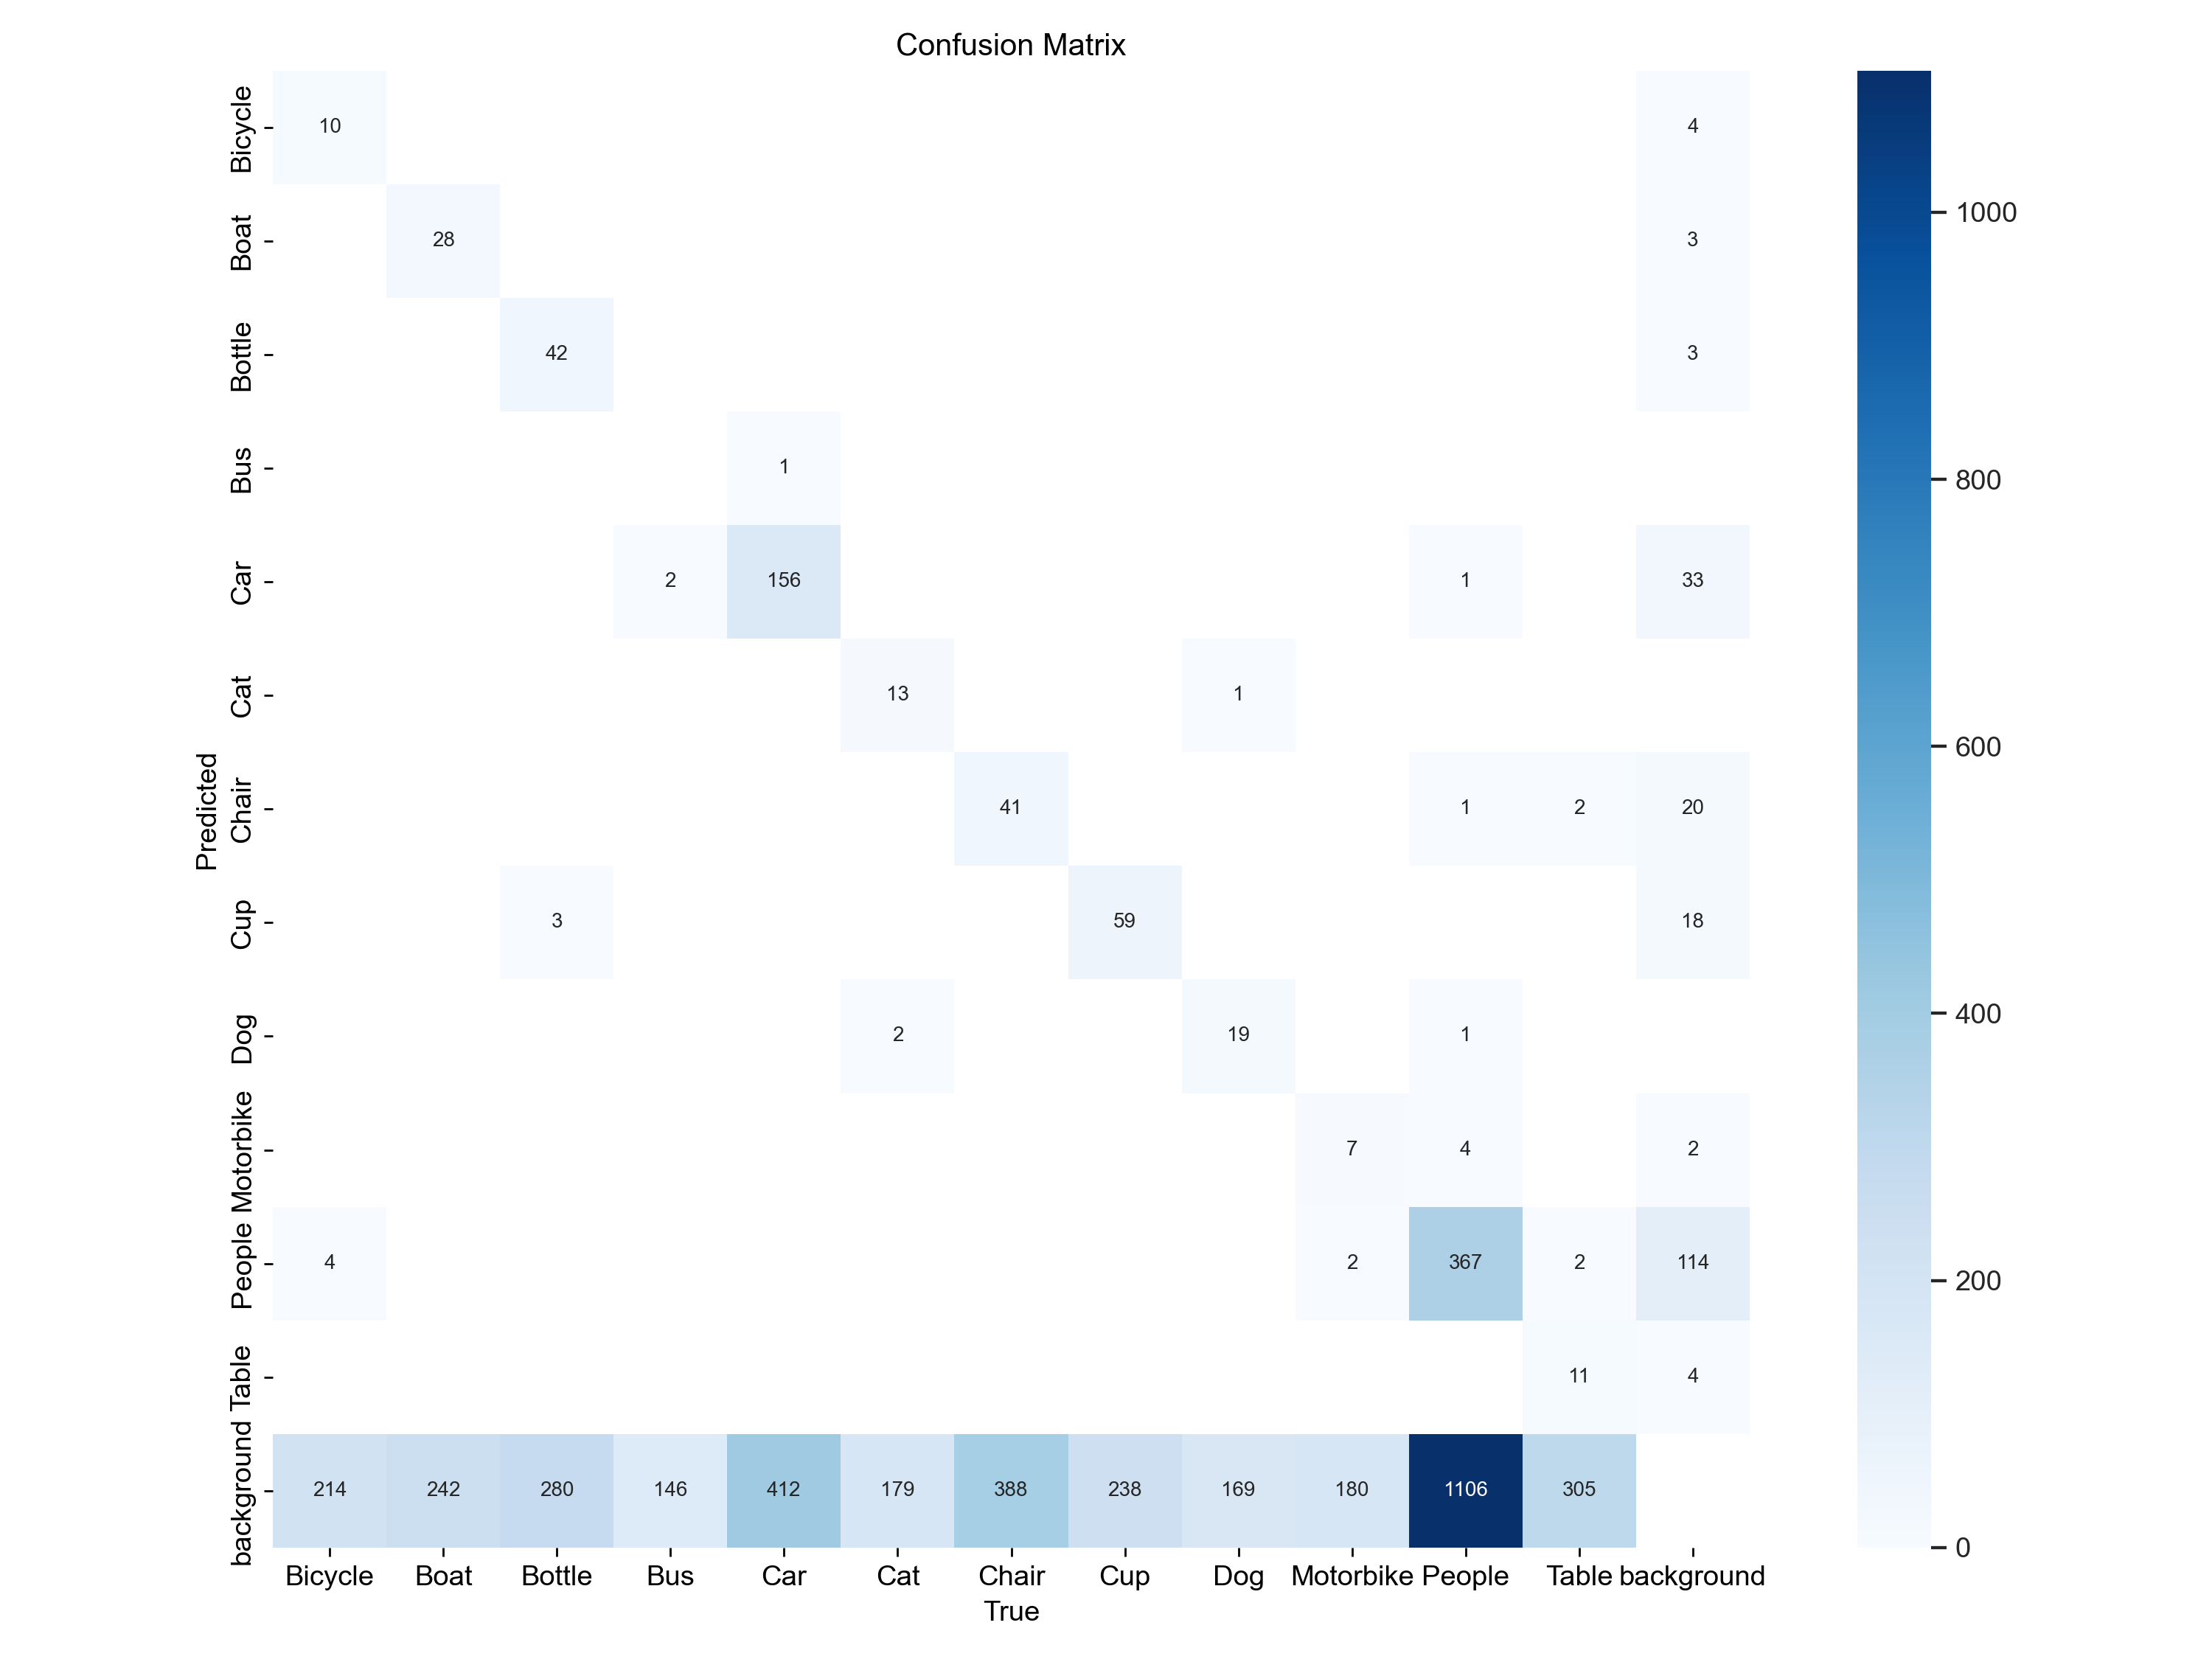 Confusion Matrix
Predicted
Bicycle 10 4
Boat 28 3
Bottle 42 3
Bus 1
Car 2 156 1 33
Cat 13 1
Chair 41 1 2 20
Cup 3 59 18
Dog 2 19 1
Motorbike 7 4 2
People 4 2 367 2 114
Table 11 4
background 214 242 280 146 412 179 388 238 169 180 1106 305
Bicycle Boat Bottle Bus Car Cat Chair Cup Dog Motorbike People Table background
True
1000
800
600
400
200
0